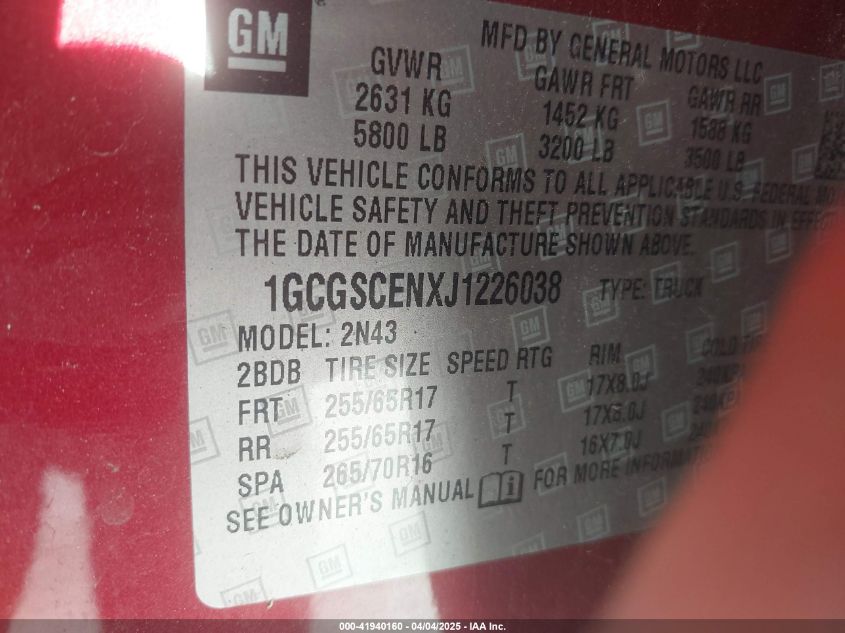 GM
MFD BY GENERAL MOTORS LLC
GVWR GAWR FRT GAWR RR
2631 KG 1452 KG 1588 KG
5800 LB 3200 LB 3500 LB
THIS VEHICLE CONFORMS TO ALL APPLICABLE U.S. FEDERAL
VEHICLE SAFETY AND THEFT PREVENTION STANDARDS IN EFFECT
THE DATE OF MANUFACTURE SHOWN ABOVE.
1GCGSCENXJ1226038 TYPE: TRUCK
MODEL: 2N43
2BDB TIRE SIZE SPEED RTG RIM COLD
FRT 255/65R17 T 17X8.0J
RR 255/65R17 T 17X8.0J
SPA 265/70R16 T 16X7.0J
SEE OWNER'S MANUAL FOR MORE
000-41940160 - 04/04/2025 - IAA Inc.